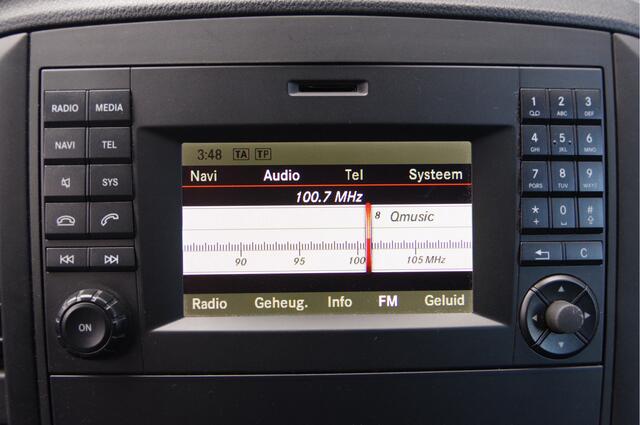 RADIO MEDIA
NAVI TEL
SYS
ON
3:48 TA TP
Navi Audio Tel Systeem
100.7 MHz
8 Qmusic
90 95 100 105 MHz
Radio Geheug. Info FM Geluid
1 2 ABC 3 DEF
4 GHI 5 JKL 6 MNO
7 PQRS 8 TUV 9 WXYZ
* + 0 #
C